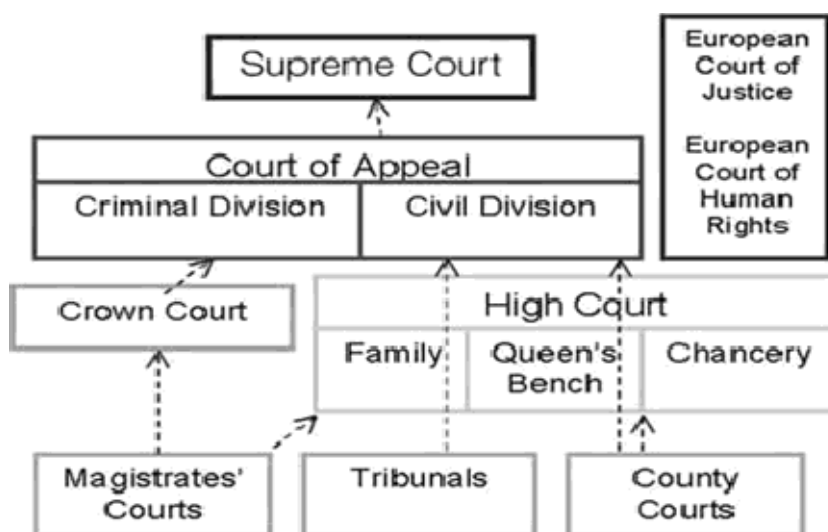 Supreme Court
European
Court of
Justice
European
Court of
Human
Rights
Court of Appeal
Criminal Division
Civil Division
Crown Court
High Court
Family
Queen's
Bench
Chancery
Magistrates'
Courts
Tribunals
County
Courts